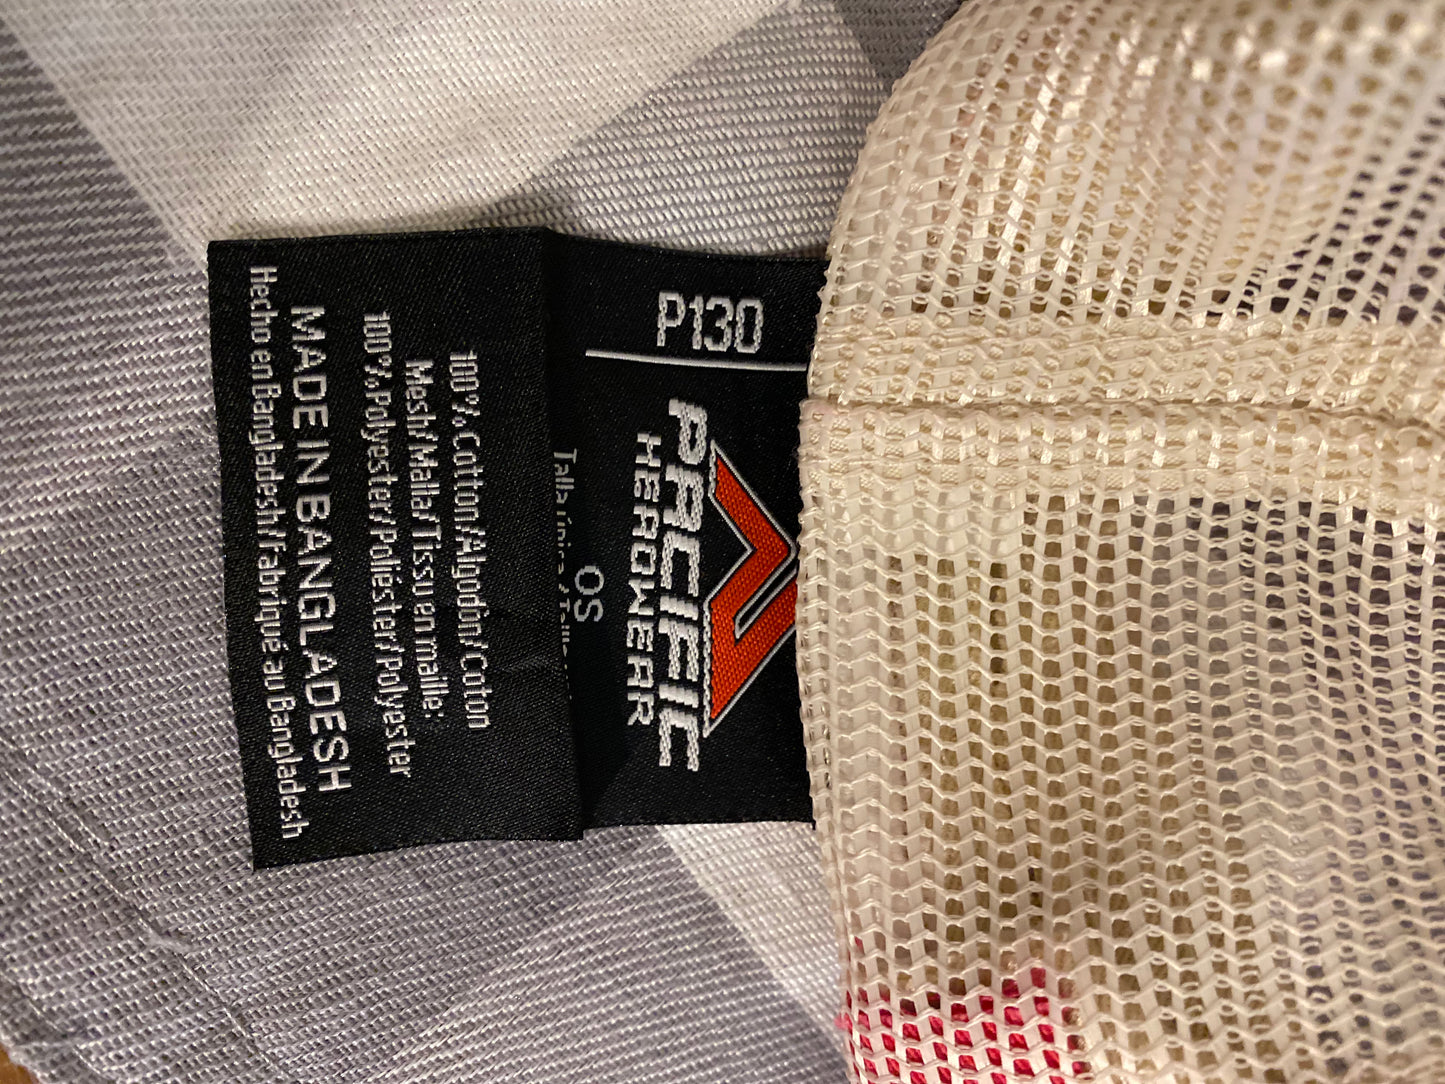 P130
PACIFIC
HEADWEAR
OS
100% Cotton/Algodon/Coton
Mesh/Malla/Tissu en maille:
100% Polyester/Poliéster/Polyester
MADE IN BANGLADESH
Hecho en Bangladesh/Fabriqué au Bangladesh